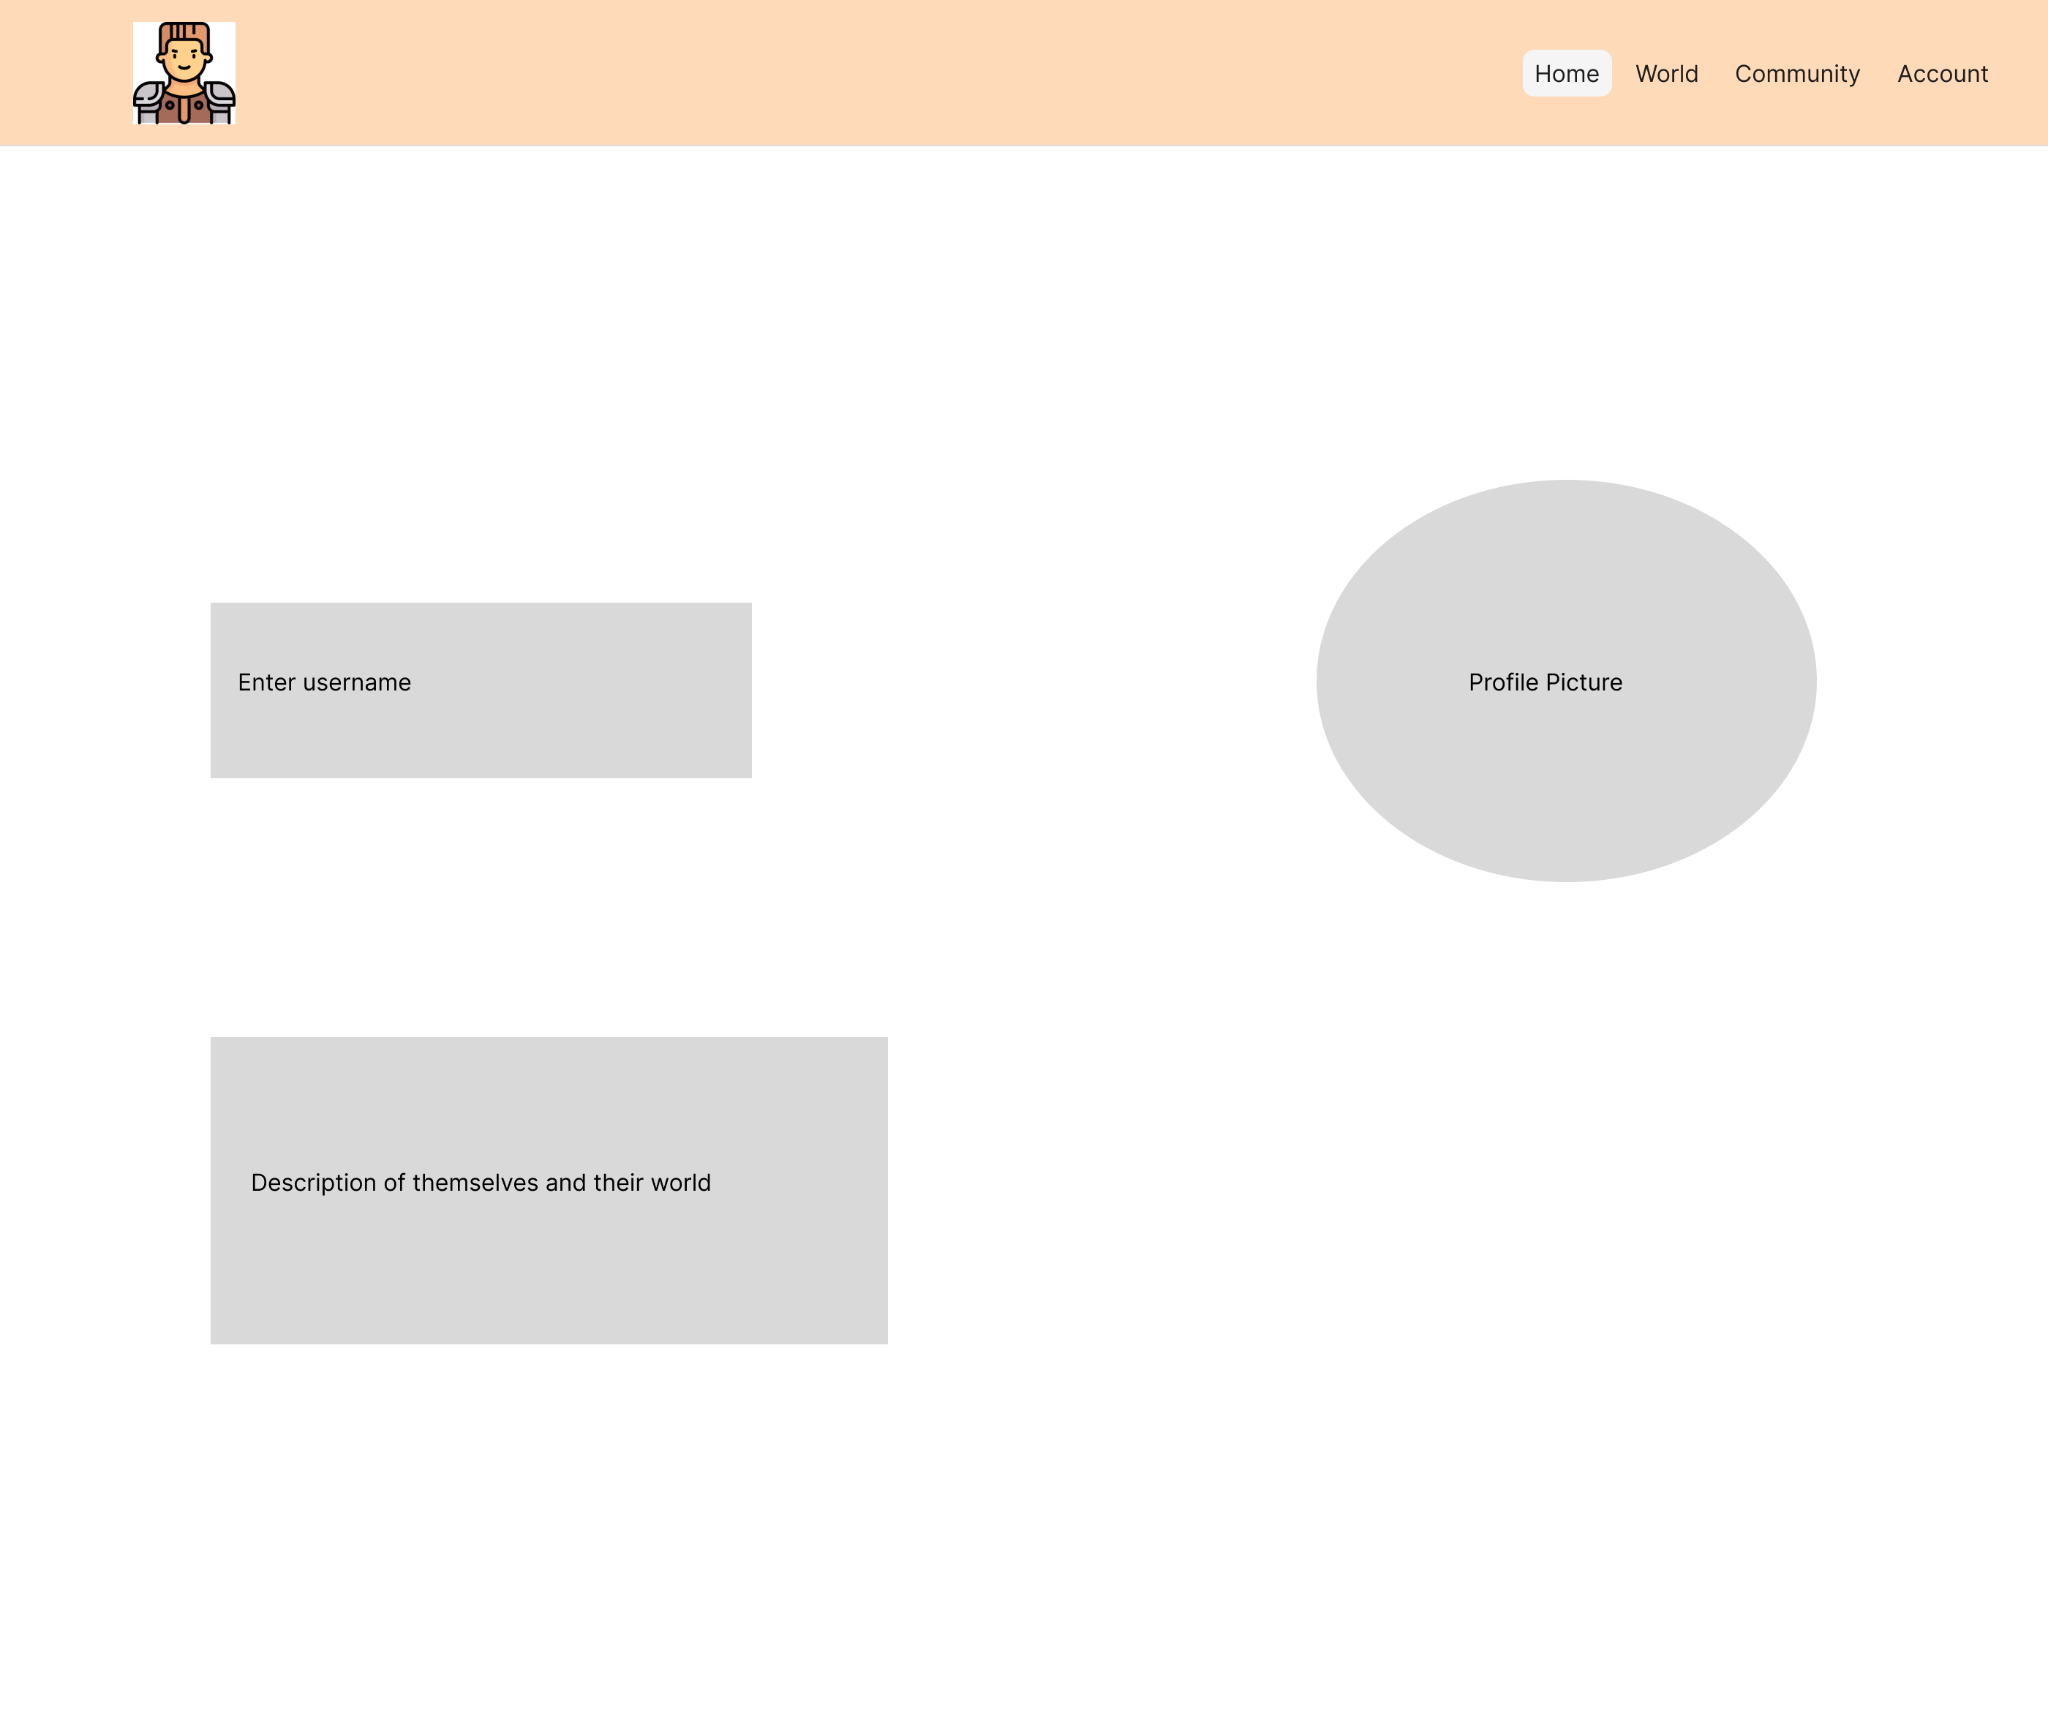 Home
World
Community
Account
Enter username
Profile Picture
Description of themselves and their world